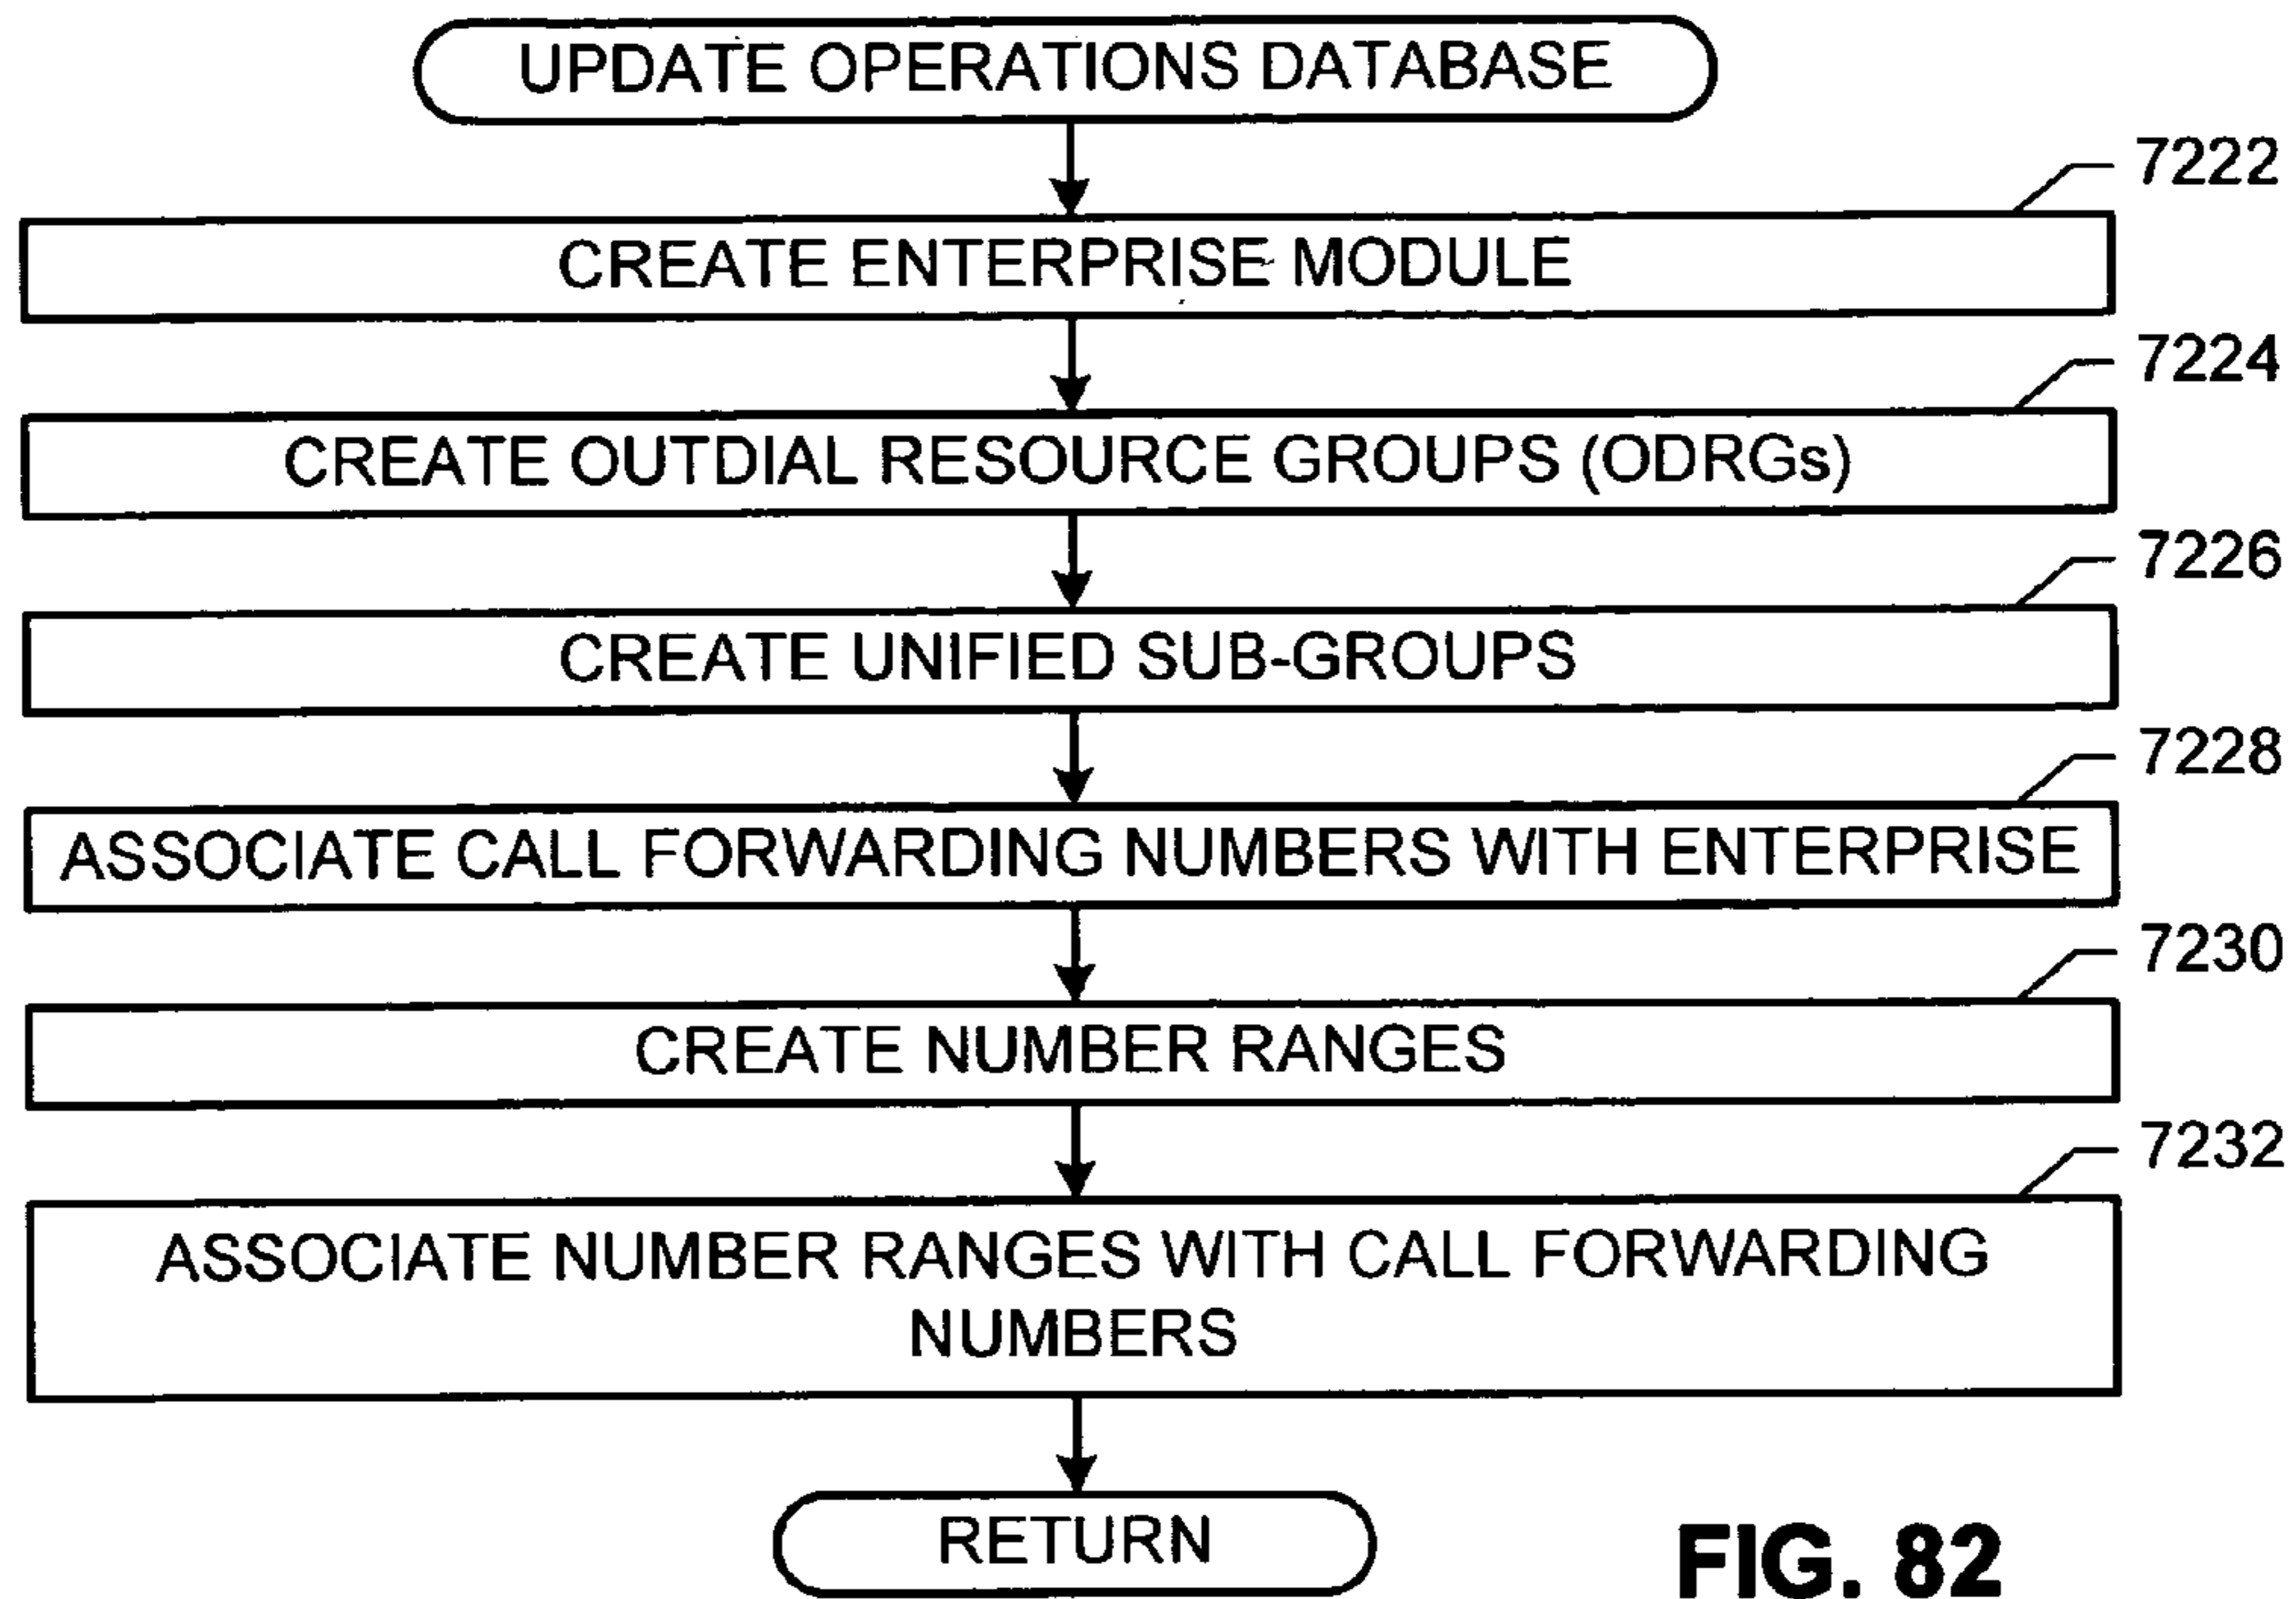 UPDATE OPERATIONS DATABASE
7222
CREATE ENTERPRISE MODULE
7224
CREATE OUTDIAL RESOURCE GROUPS (ODRGs)
7226
CREATE UNIFIED SUB-GROUPS
7228
ASSOCIATE CALL FORWARDING NUMBERS WITH ENTERPRISE
7230
CREATE NUMBER RANGES
7232
ASSOCIATE NUMBER RANGES WITH CALL FORWARDING
NUMBERS
RETURN
FIG. 82